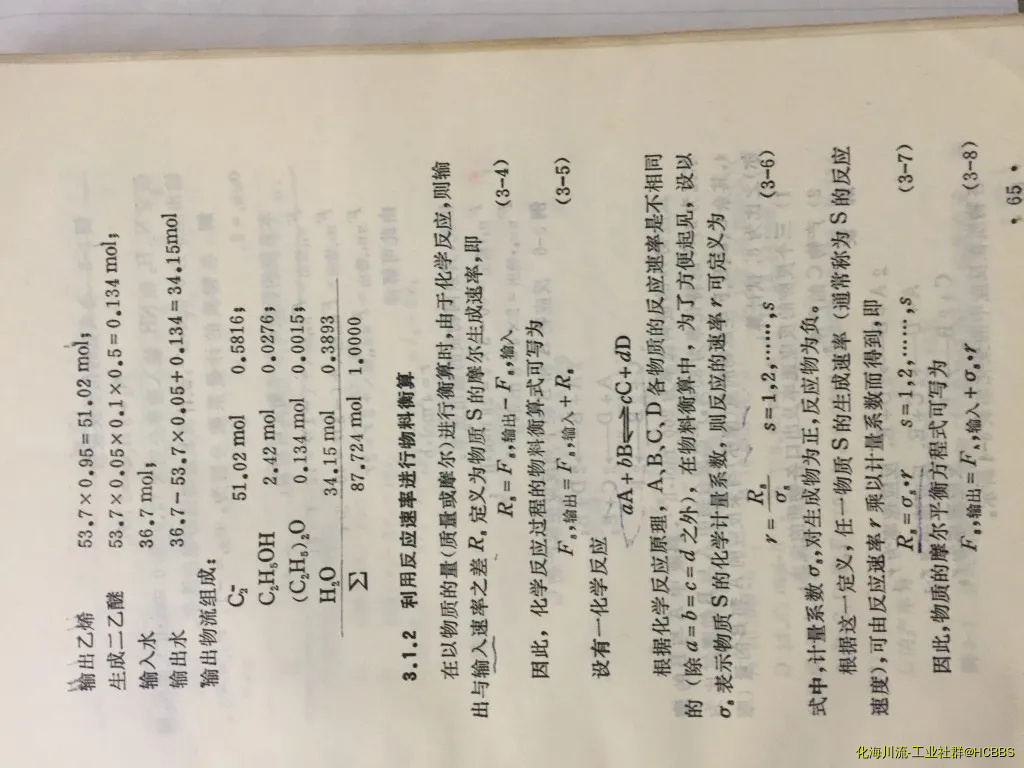 输出乙烯 53.7×0.95=51.02 mol;
生成二乙醚 53.7×0.05×0.1×0.5=0.134 mol;
输入水 36.7 mol;
输出水 36.7-53.7×0.05+0.134=34.15mol
输出物流组成:
C₂⁼ 51.02 mol 0.5816;
C₂H₅OH 2.42 mol 0.0276;
(C₂H₅)₂O 0.134 mol 0.0015;
H₂O 34.15 mol 0.3893
∑ 87.724 mol 1.0000
3.1.2 利用反应速率进行物料衡算
在以物质的量(质量或摩尔)进行衡算时,由于化学反应,则输
出与输入速率之差 Rₛ 定义为物质 S 的摩尔生成速率,即
Rₛ=Fₛ,输出-Fₛ,输入 (3-4)
因此,化学反应过程的物料衡算式可写为
Fₛ,输出=Fₛ,输入+Rₛ (3-5)
设有一化学反应
aA+bB⇌cC+dD
根据化学反应原理,A、B、C、D 各物质的反应速率是不相同
的(除 a=b=c=d 之外),在物料衡算中,为了方便起见,设以
σₛ 表示物质 S 的化学计量系数,则反应的速率 r 可定义为
r=Rₛ/σₛ s=1,2,……,s (3-6)
式中,计量系数 σₛ,对生成物为正,反应物为负。
根据这一定义,任一物质 S 的生成速率(通常称为 S 的反应
速度),可由反应速率 r 乘以计量系数而得到,即
Rₛ=σₛ·r s=1,2,……,s (3-7)
因此,物质的摩尔平衡方程式可写为
Fₛ,输出=Fₛ,输入+σₛ·r (3-8)
· 65 ·
化海川流-工业社群@HCBBS